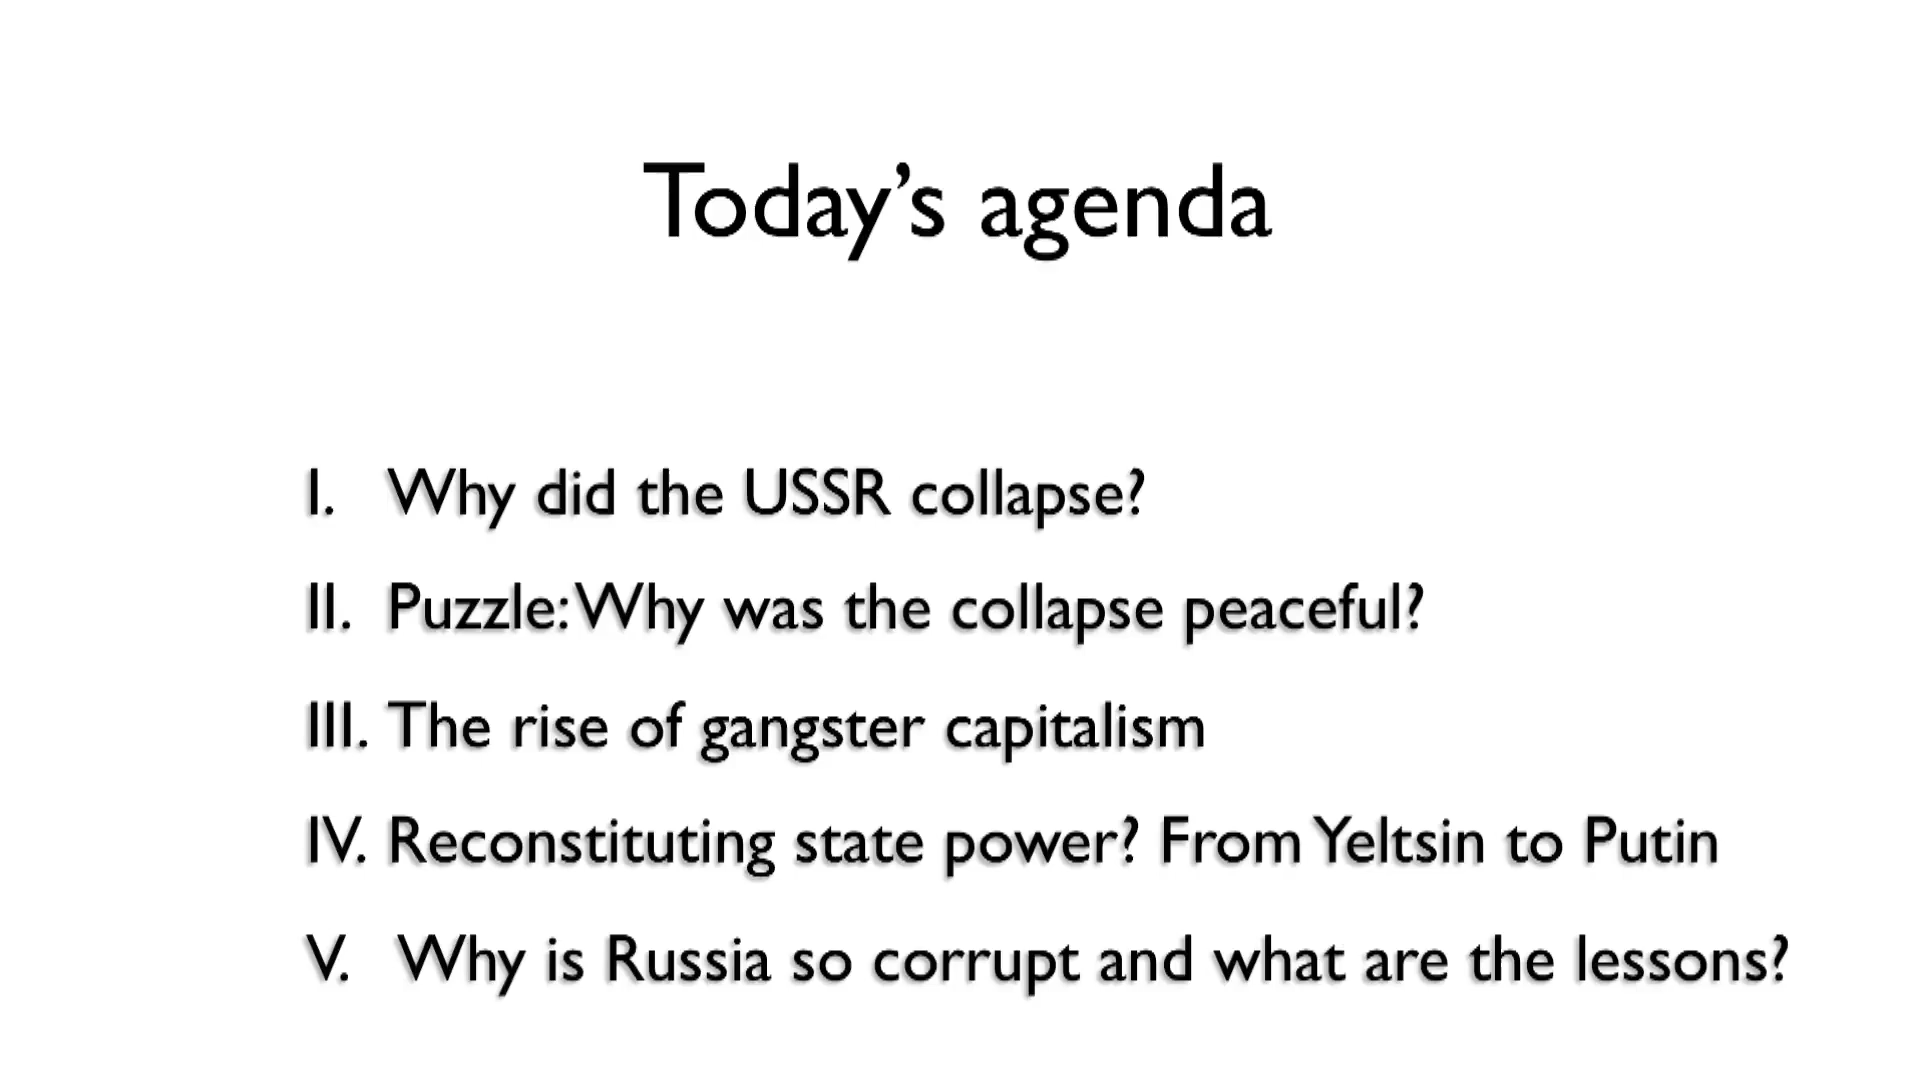 Today’s agenda
I. Why did the USSR collapse?
II. Puzzle: Why was the collapse peaceful?
III. The rise of gangster capitalism
IV. Reconstituting state power? From Yeltsin to Putin
V. Why is Russia so corrupt and what are the lessons?